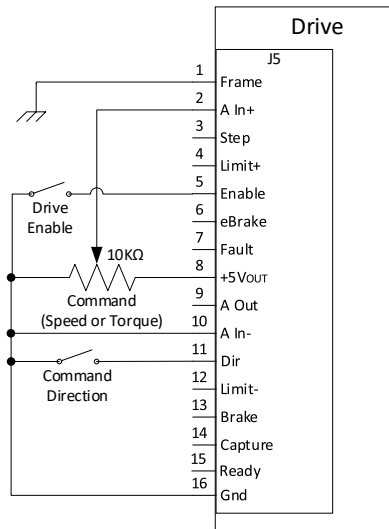 Drive
J5
1 Frame
2 A In+
3 Step
4 Limit+
5 Enable
Drive
Enable
6 eBrake
7 Fault
10KΩ
8 +5VOUT
Command
(Speed or Torque)
9 A Out
10 A In-
11 Dir
Command
Direction
12 Limit-
13 Brake
14 Capture
15 Ready
16 Gnd